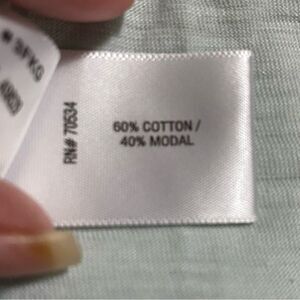 60% COTTON /
40% MODAL
RN# 70534